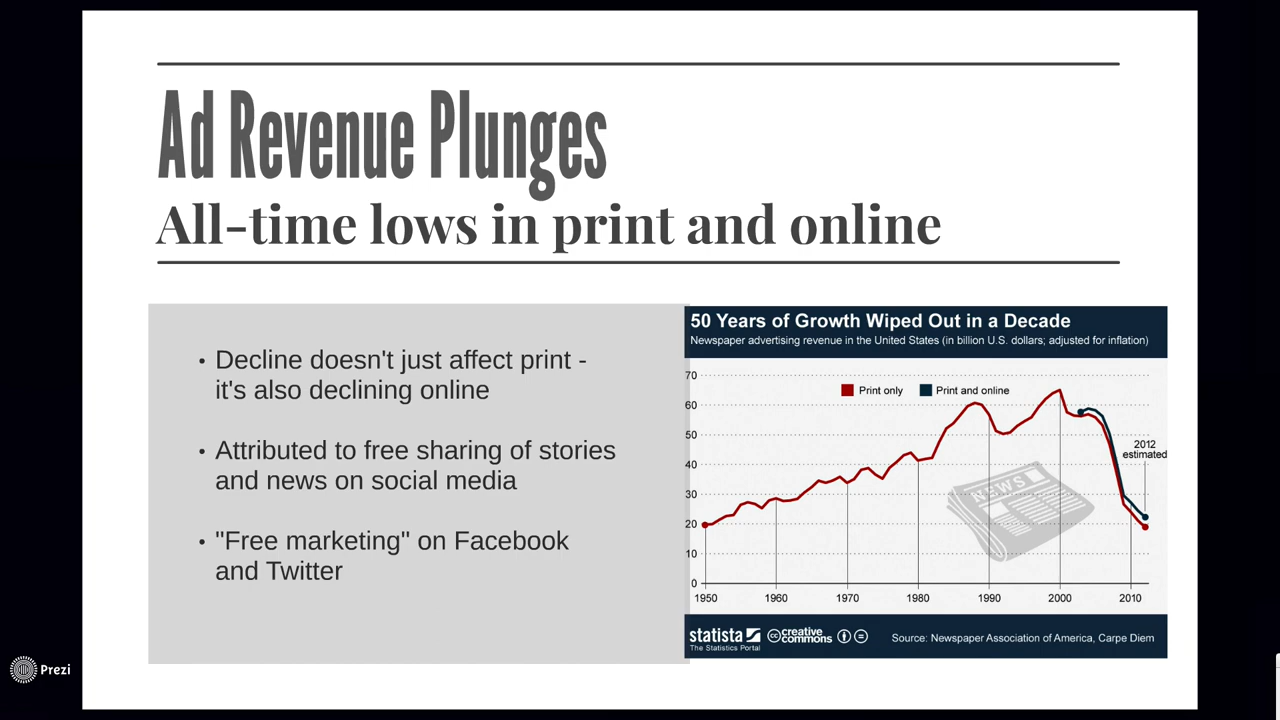 Ad Revenue Plunges
All-time lows in print and online
• Decline doesn't just affect print -
it's also declining online
• Attributed to free sharing of stories
and news on social media
• "Free marketing" on Facebook
and Twitter
50 Years of Growth Wiped Out in a Decade
Newspaper advertising revenue in the United States (in billion U.S. dollars; adjusted for inflation)
70
Print only
Print and online
60
50
2012
estimated
40
30
20
10
0
NEWS
1950 1960 1970 1980 1990 2000 2010
statista
The Statistics Portal
cc creative
commons
Source: Newspaper Association of America, Carpe Diem
Prezi